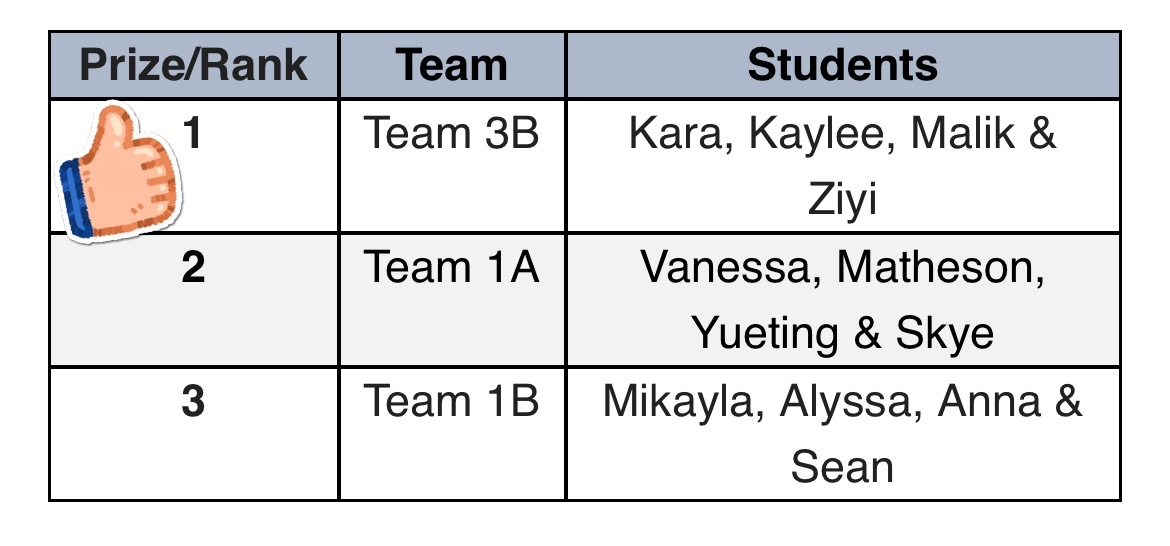 Prize/Rank Team Students
1 Team 3B Kara, Kaylee, Malik &
Ziyi
2 Team 1A Vanessa, Matheson,
Yueting & Skye
3 Team 1B Mikayla, Alyssa, Anna &
Sean